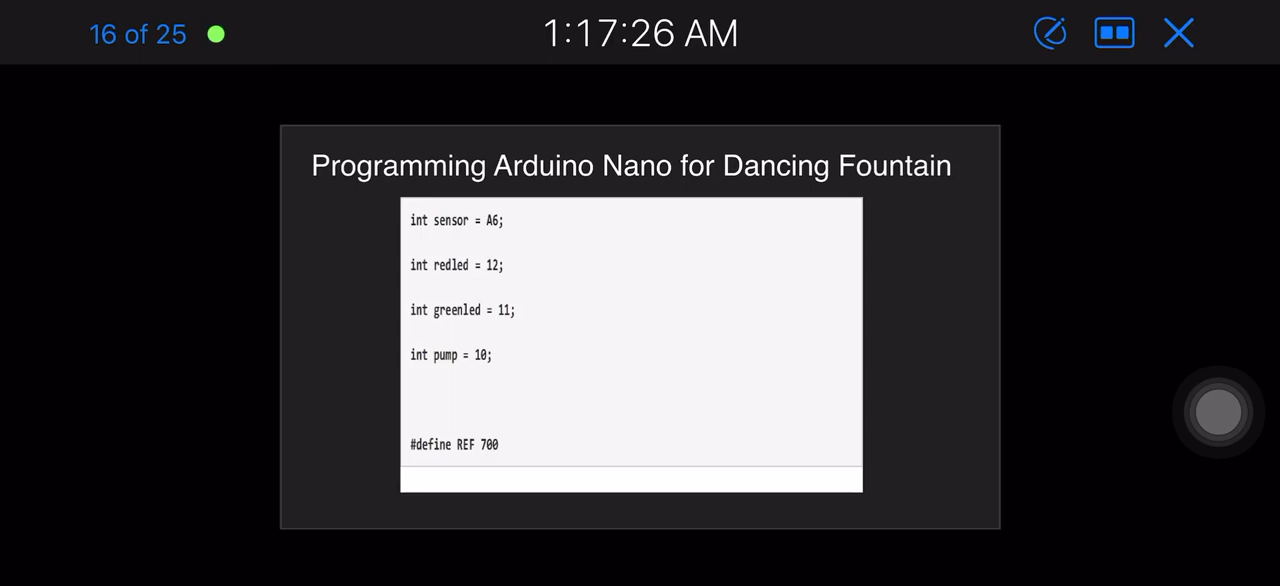 16 of 25
1:17:26 AM
Programming Arduino Nano for Dancing Fountain
int sensor = A6;
int redled = 12;
int greenled = 11;
int pump = 10;
#define REF 700